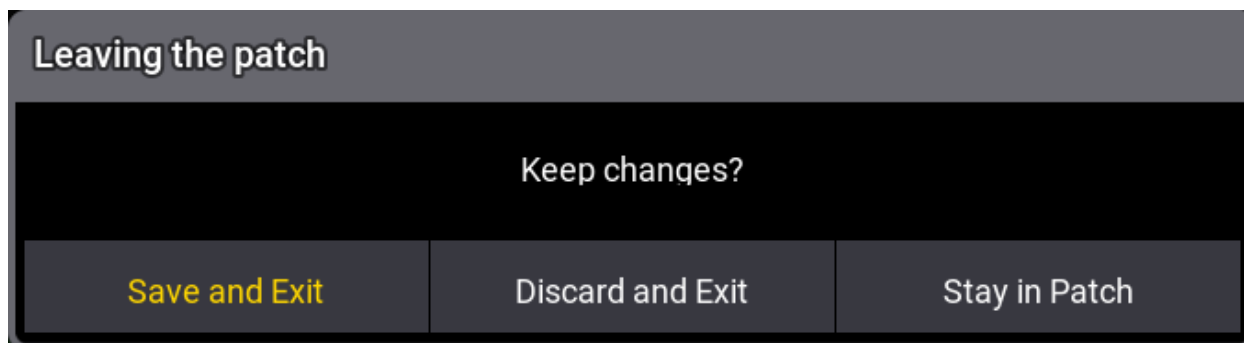 Leaving the patch
Keep changes?
Save and Exit
Discard and Exit
Stay in Patch